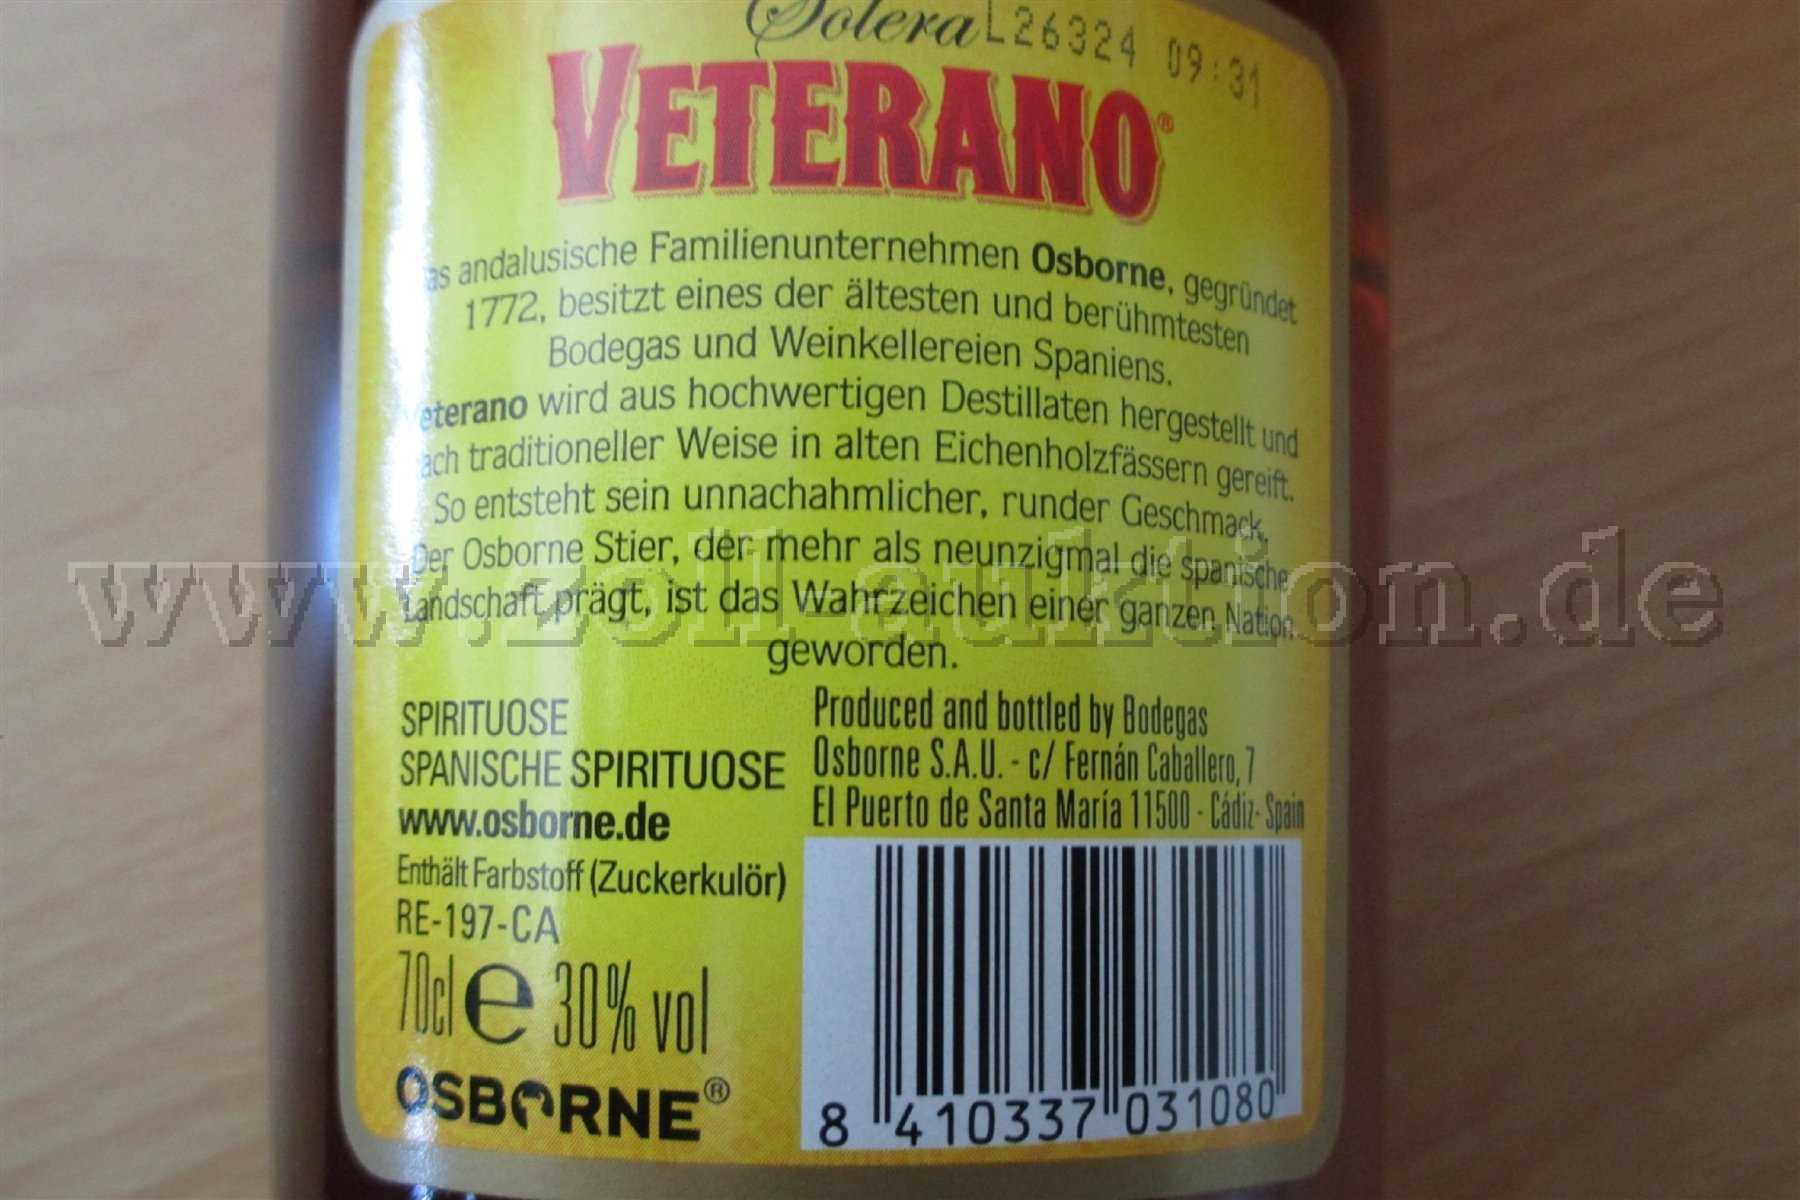 Solera L26324 09:31
VETERANO®
as andalusische Familienunternehmen Osborne, gegründet
1772, besitzt eines der ältesten und berühmtesten
Bodegas und Weinkellereien Spaniens.
Veterano wird aus hochwertigen Destillaten hergestellt und
ach traditioneller Weise in alten Eichenholzfässern gereift.
So entsteht sein unnachahmlicher, runder Geschmack.
Der Osborne Stier, der mehr als neunzigmal die spanische
Landschaft prägt, ist das Wahrzeichen einer ganzen Nation
geworden.
www.zoll-auktion.de
SPIRITUOSE
SPANISCHE SPIRITUOSE
www.osborne.de
Enthält Farbstoff (Zuckerkulör)
RE-197-CA
70cl e 30% vol
OSBORNE®
Produced and bottled by Bodegas
Osborne S.A.U. - c/ Fernán Caballero, 7
El Puerto de Santa María 11500 - Cádiz- Spain
8 410337 031080